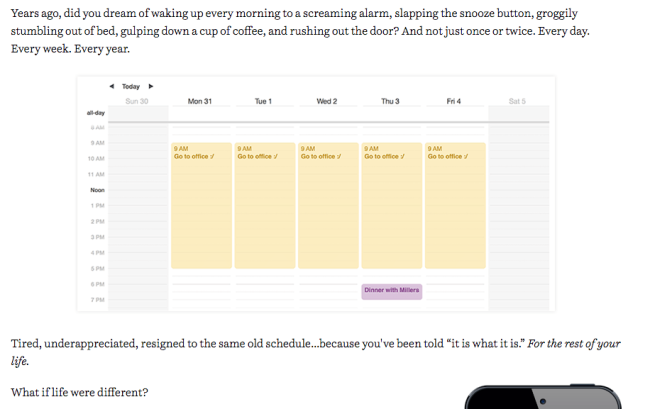 Years ago, did you dream of waking up every morning to a screaming alarm, slapping the snooze button, groggily
stumbling out of bed, gulping down a cup of coffee, and rushing out the door? And not just once or twice. Every day.
Every week. Every year.
◀ Today ▶
Sun 30 Mon 31 Tue 1 Wed 2 Thu 3 Fri 4 Sat 5
all-day
8 AM
9 AM
9 AM 9 AM 9 AM 9 AM 9 AM
10 AM Go to office :/ Go to office :/ Go to office :/ Go to office :/ Go to office :/
11 AM
Noon
1 PM
2 PM
3 PM
4 PM
5 PM
6 PM Dinner with Millers
7 PM
Tired, underappreciated, resigned to the same old schedule...because you've been told “it is what it is.” For the rest of your
life.
What if life were different?